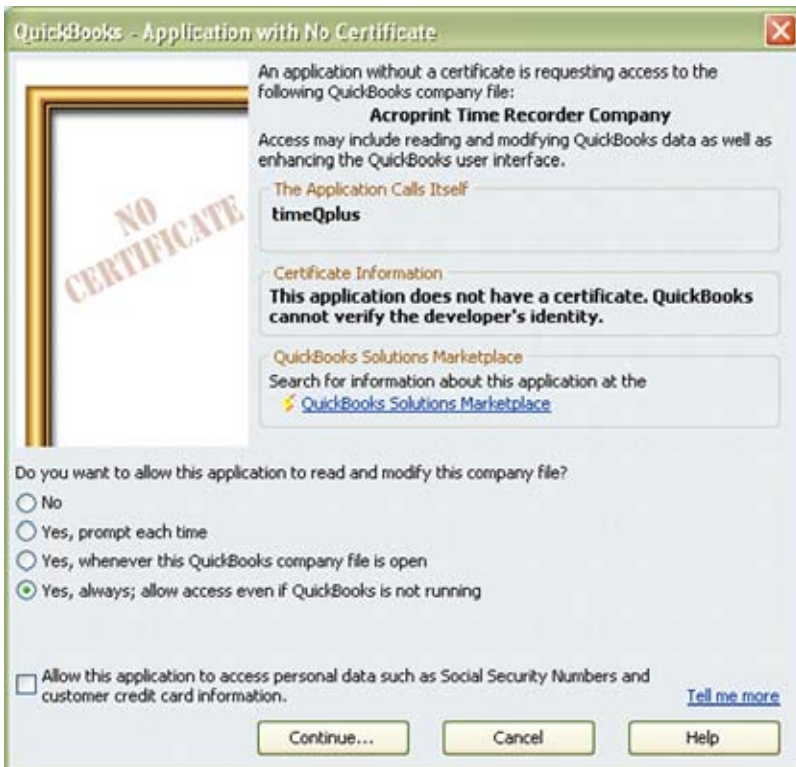 QuickBooks - Application with No Certificate
An application without a certificate is requesting access to the
following QuickBooks company file:
Acroprint Time Recorder Company
Access may include reading and modifying QuickBooks data as well as
enhancing the QuickBooks user interface.
NO
CERTIFICATE
The Application Calls Itself
timeQplus
Certificate Information
This application does not have a certificate. QuickBooks
cannot verify the developer's identity.
QuickBooks Solutions Marketplace
Search for information about this application at the
QuickBooks Solutions Marketplace
Do you want to allow this application to read and modify this company file?
No
Yes, prompt each time
Yes, whenever this QuickBooks company file is open
Yes, always; allow access even if QuickBooks is not running
Allow this application to access personal data such as Social Security Numbers and
customer credit card information.
Tell me more
Continue...
Cancel
Help